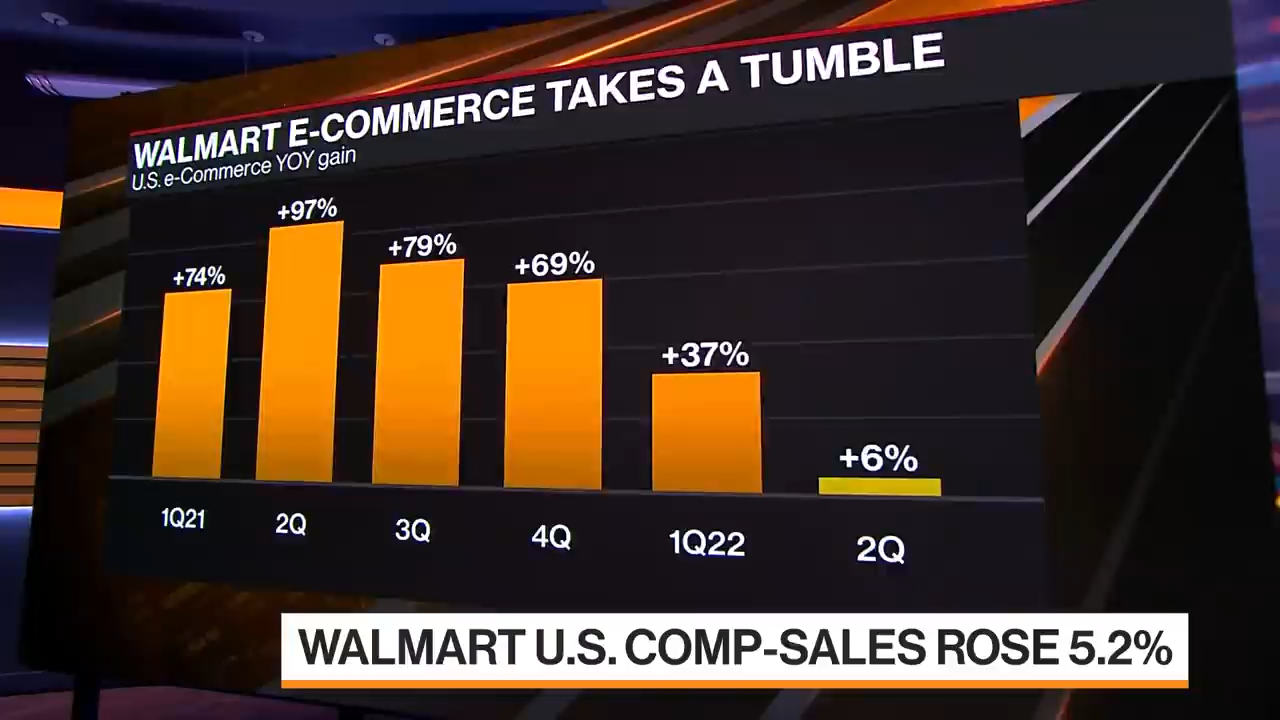 WALMART E-COMMERCE TAKES A TUMBLE
U.S. e-Commerce YOY gain
+74%
+97%
+79%
+69%
+37%
+6%
1Q21
2Q
3Q
4Q
1Q22
2Q
WALMART U.S. COMP-SALES ROSE 5.2%